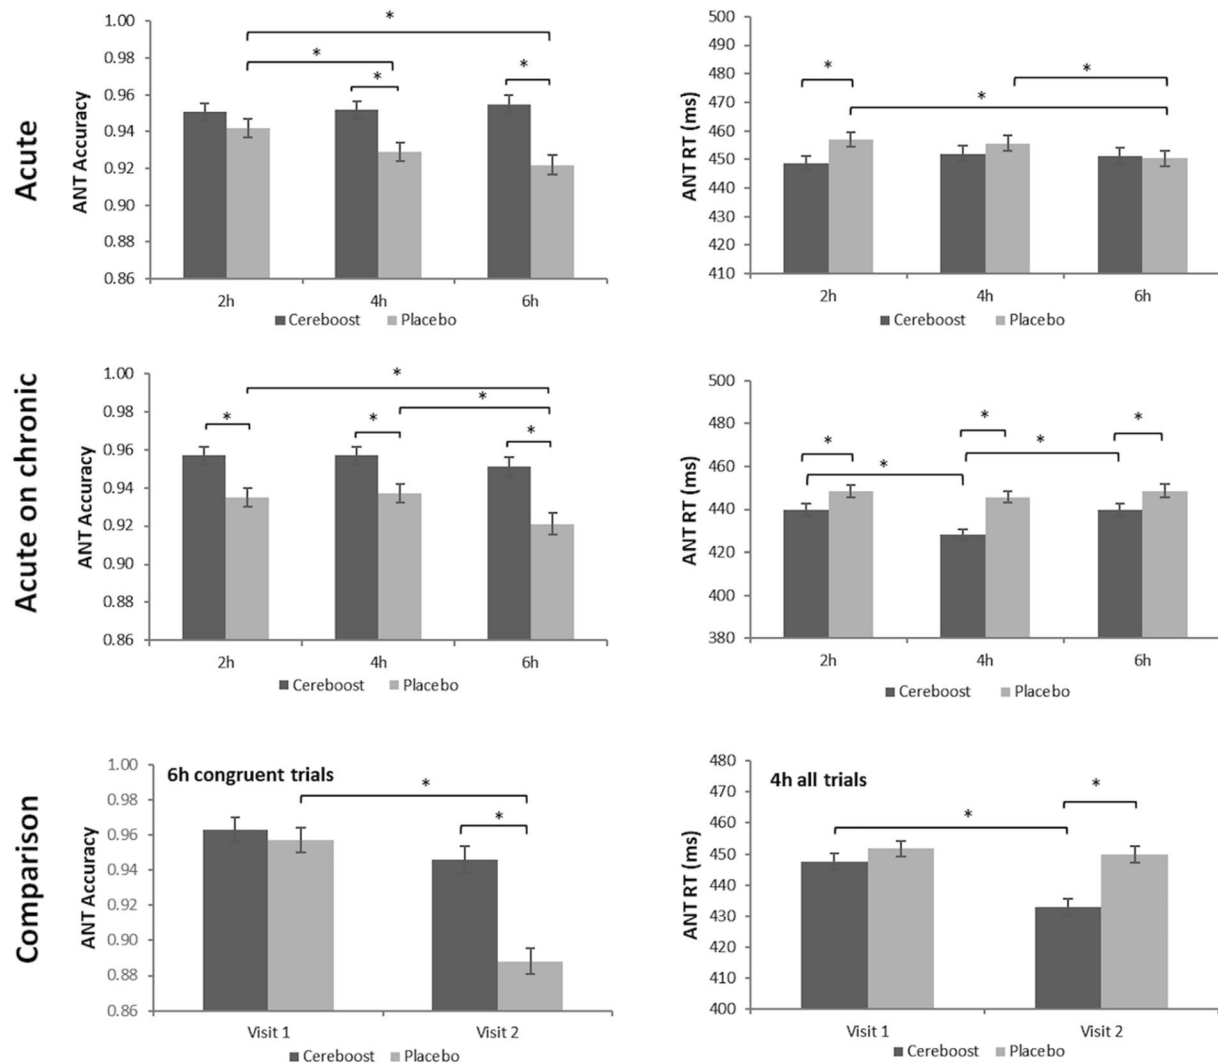 Acute
ANT Accuracy
1.00
0.98
0.96
0.94
0.92
0.90
0.88
0.86
*
*
*
*
2h
4h
6h
Cereboost
Placebo
ANT RT (ms)
500
490
480
470
460
450
440
430
420
410
*
*
*
2h
4h
6h
Cereboost
Placebo
Acute on chronic
ANT Accuracy
1.00
0.98
0.96
0.94
0.92
0.90
0.88
0.86
*
*
*
*
*
2h
4h
6h
Cereboost
Placebo
ANT RT (ms)
500
480
460
440
420
400
380
*
*
*
*
*
2h
4h
6h
Cereboost
Placebo
Comparison
6h congruent trials
ANT Accuracy
1.00
0.98
0.96
0.94
0.92
0.90
0.88
0.86
*
*
Visit 1
Visit 2
Cereboost
Placebo
4h all trials
ANT RT (ms)
480
470
460
450
440
430
420
410
400
*
*
Visit 1
Visit 2
Cereboost
Placebo